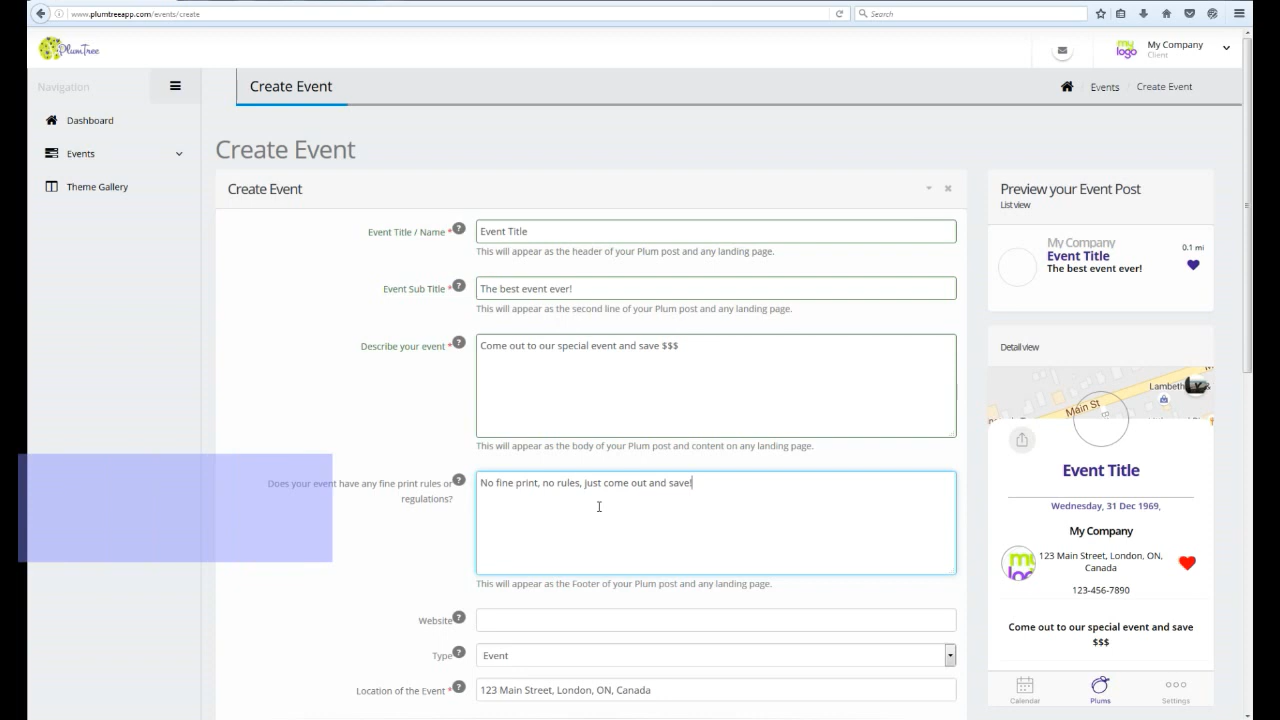 www.plumtreeapp.com/events/create
Search
PlumTree
my logo
My Company
Client
Navigation
Create Event
Events
Create Event
Dashboard
Events
Theme Gallery
Create Event
Create Event
Event Title / Name *
?
Event Title
This will appear as the header of your Plum post and any landing page.
Event Sub Title *
?
The best event ever!
This will appear as the second line of your Plum post and any landing page.
Describe your event *
?
Come out to our special event and save $$$
This will appear as the body of your Plum post and content on any landing page.
Does your event have any fine print rules or
regulations?
?
No fine print, no rules, just come out and save!
This will appear as the Footer of your Plum post and any landing page.
Website
?
Type
?
Event
Location of the Event *
?
123 Main Street, London, ON, Canada
Preview your Event Post
List view
My Company
Event Title
The best event ever!
0.1 mi
Detail view
Lambeth
Main St
Event Title
Wednesday, 31 Dec 1969,
My Company
my
lo
123 Main Street, London, ON,
Canada
123-456-7890
Come out to our special event and save
$$$
Calendar
Plums
Settings